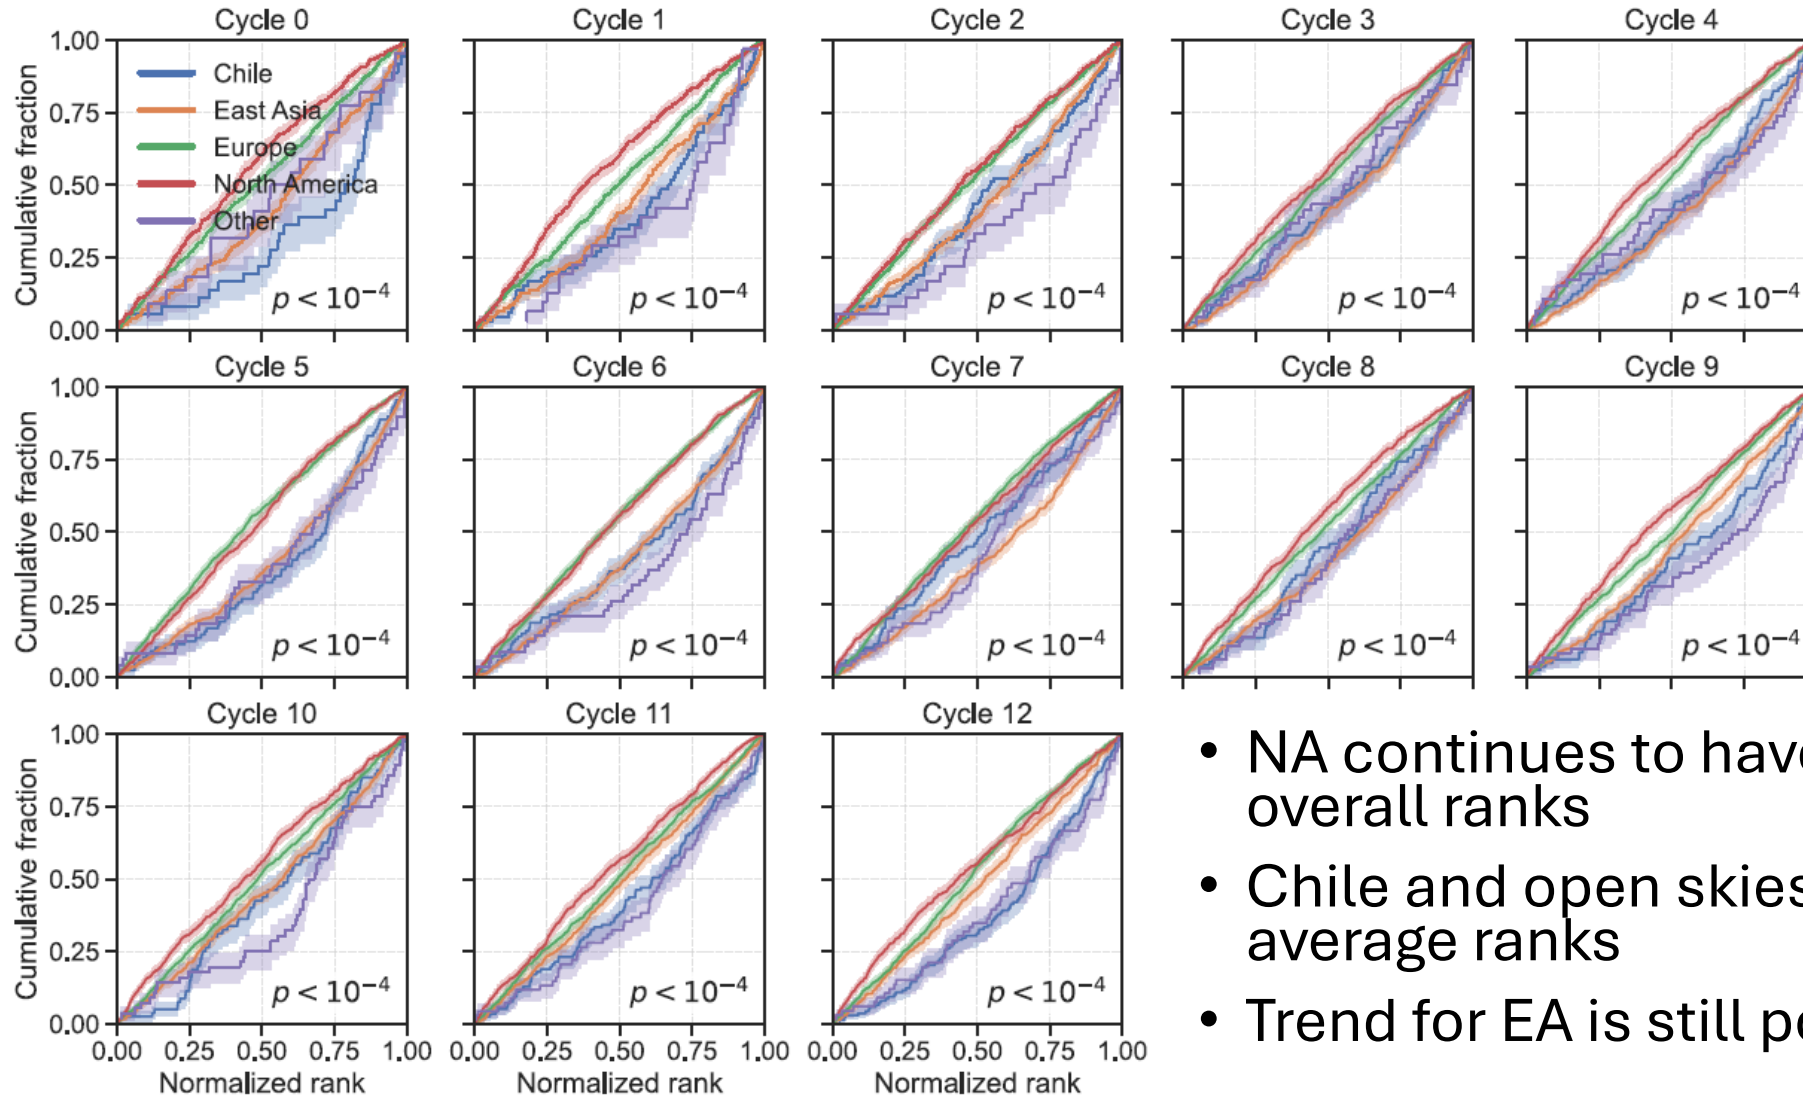 Cycle 0
Cycle 1
Cycle 2
Cycle 3
Cycle 4
Cumulative fraction
1.00
0.75
0.50
0.25
0.00
Chile
East Asia
Europe
North America
Other
p < 10⁻⁴
p < 10⁻⁴
p < 10⁻⁴
p < 10⁻⁴
p < 10⁻⁴
Cycle 5
Cycle 6
Cycle 7
Cycle 8
Cycle 9
Cumulative fraction
1.00
0.75
0.50
0.25
0.00
p < 10⁻⁴
p < 10⁻⁴
p < 10⁻⁴
p < 10⁻⁴
p < 10⁻⁴
Cycle 10
Cycle 11
Cycle 12
Cumulative fraction
1.00
0.75
0.50
0.25
0.00
p < 10⁻⁴
p < 10⁻⁴
p < 10⁻⁴
0.00 0.25 0.50 0.75 1.00
0.00 0.25 0.50 0.75 1.00
0.00 0.25 0.50 0.75 1.00
Normalized rank
Normalized rank
Normalized rank
• NA continues to have
overall ranks
• Chile and open skies
average ranks
• Trend for EA is still